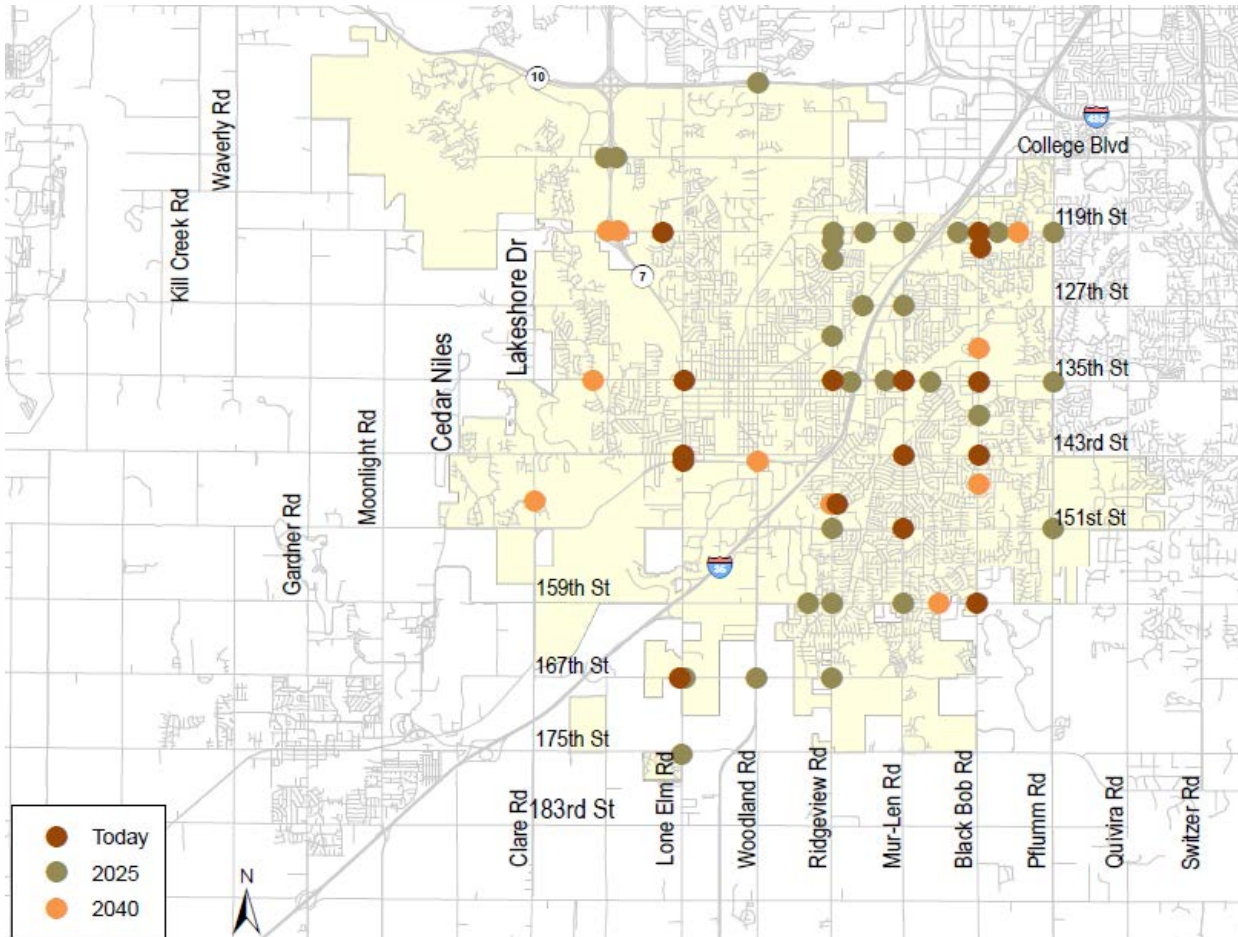 10
Waverly Rd
435
College Blvd
Kill Creek Rd
119th St
Lakeshore Dr
7
127th St
135th St
Cedar Niles
Moonlight Rd
143rd St
Gardner Rd
151st St
35
159th St
167th St
175th St
183rd St
Clare Rd
Lone Elm Rd
Woodland Rd
Ridgeview Rd
Mur-Len Rd
Black Bob Rd
Pflumm Rd
Quivira Rd
Switzer Rd
Today
2025
2040
N